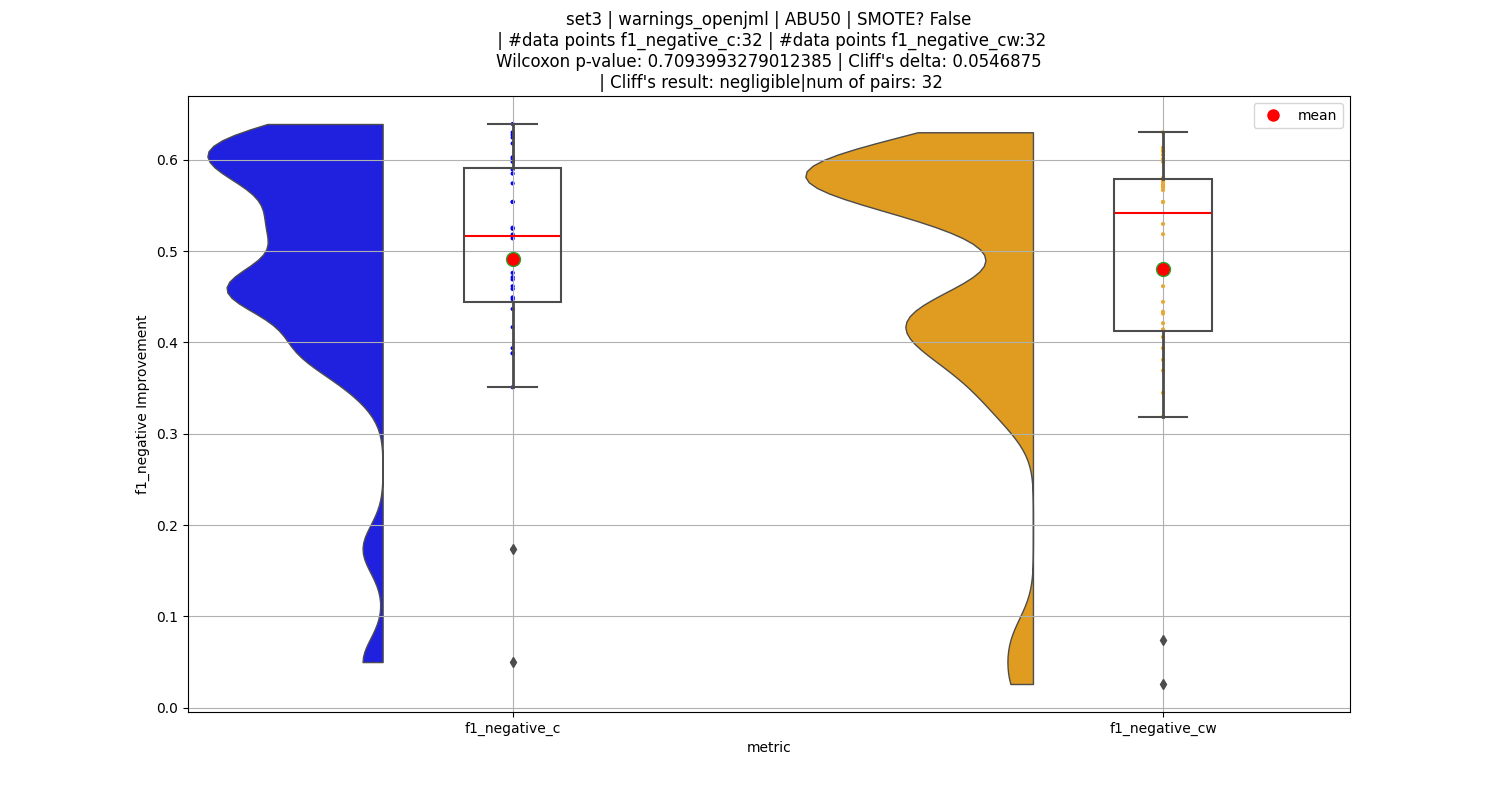 set3 | warnings_openjml | ABU50 | SMOTE? False
| #data points f1_negative_c:32 | #data points f1_negative_cw:32
Wilcoxon p-value: 0.7093993279012385 | Cliff's delta: 0.0546875
| Cliff's result: negligible|num of pairs: 32
mean
0.6
0.5
0.4
0.3
0.2
0.1
0.0
f1_negative Improvement
f1_negative_c
f1_negative_cw
metric